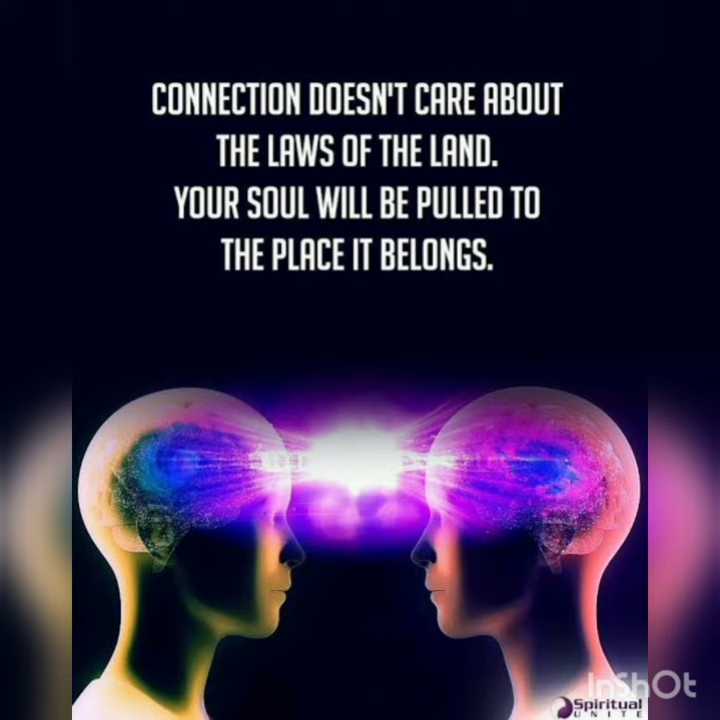 CONNECTION DOESN'T CARE ABOUT
THE LAWS OF THE LAND.
YOUR SOUL WILL BE PULLED TO
THE PLACE IT BELONGS.
InShOt
Spiritual
UNITE